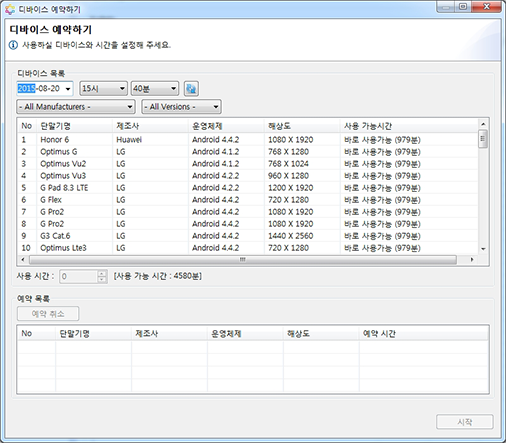 디바이스 예약하기
디바이스 예약하기
사용하실 디바이스와 시간을 설정해 주세요.
디바이스 목록
2015-08-20 15시 40분
- All Manufacturers - - All Versions -
No 단말기명 제조사 운영체제 해상도 사용 가능시간
1 Honor 6 Huawei Android 4.4.2 1080 X 1920 바로 사용가능 (979분)
2 Optimus G LG Android 4.1.2 768 X 1280 바로 사용가능 (979분)
3 Optimus Vu2 LG Android 4.1.2 768 X 1024 바로 사용가능 (979분)
4 Optimus Vu3 LG Android 4.2.2 960 X 1280 바로 사용가능 (979분)
5 G Pad 8.3 LTE LG Android 4.2.2 1200 X 1920 바로 사용가능 (979분)
6 G Flex LG Android 4.4.2 720 X 1280 바로 사용가능 (979분)
7 G Pro2 LG Android 4.4.2 1080 X 1920 바로 사용가능 (979분)
8 G Pro2 LG Android 4.4.2 1080 X 1920 바로 사용가능 (979분)
9 G3 Cat.6 LG Android 4.4.2 1440 X 2560 바로 사용가능 (979분)
10 Optimus Lte3 LG Android 4.4.2 720 X 1280 바로 사용가능 (979분)
사용 시간 : 0 [사용 가능 시간 : 4580분]
예약 목록
예약 취소
No 단말기명 제조사 운영체제 해상도 예약 시간
시작